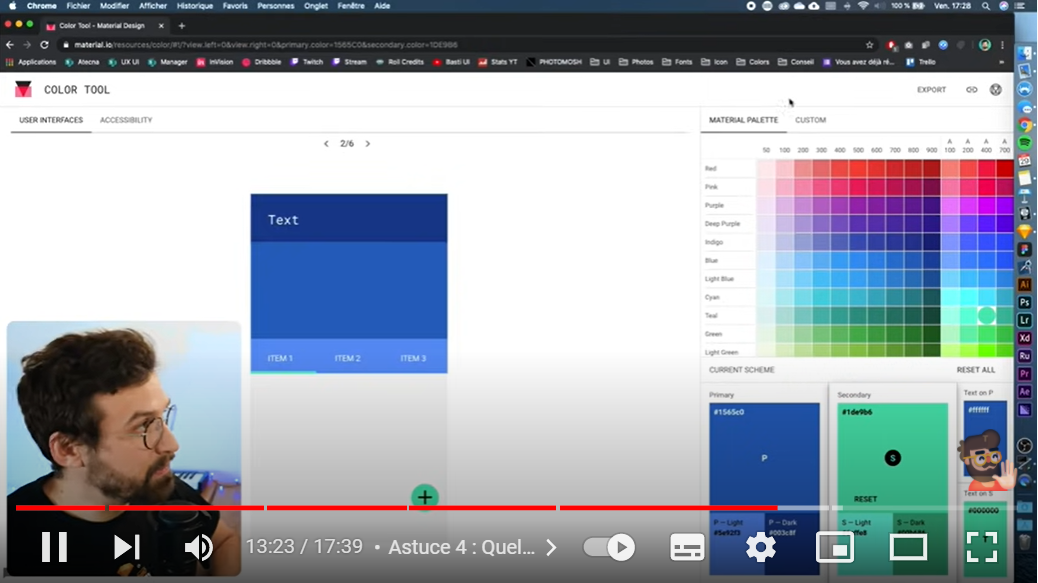 Chrome Fichier Modifier Afficher Historique Favoris Personnes Onglet Fenêtre Aide 100 % Ven. 17:28
Color Tool - Material Design
material.io/resources/color/#!/?view.left=0&view.right=0&primary.color=1565C0&secondary.color=1DE9B6
Applications Atecna UX UI Manager InVision Dribbble Twitch Stream Roll Credits Basti UI Stats YT PHOTOMOSH UI Photos Fonts Icon Colors Conseil Vous avez déjà ré... Trello
COLOR TOOL EXPORT
USER INTERFACES ACCESSIBILITY MATERIAL PALETTE CUSTOM
2/6
A A A A
50 100 200 300 400 500 600 700 800 900 100 200 400 700
Red
Pink
Purple
Deep Purple
Indigo
Blue
Light Blue
Cyan
Teal
Green
Light Green
Text
ITEM 1 ITEM 2 ITEM 3
CURRENT SCHEME RESET ALL
Primary Secondary Text on P
#1565c0 #1de9b6 #ffffff
P S
RESET
Text on S
#000000
P – Light P – Dark S – Light S – Dark
#5e92f3 #003c8f
T
Ai
Ps
Lr
Xd
Ru
Pr
Ae
13:23 / 17:39 • Astuce 4 : Quel...